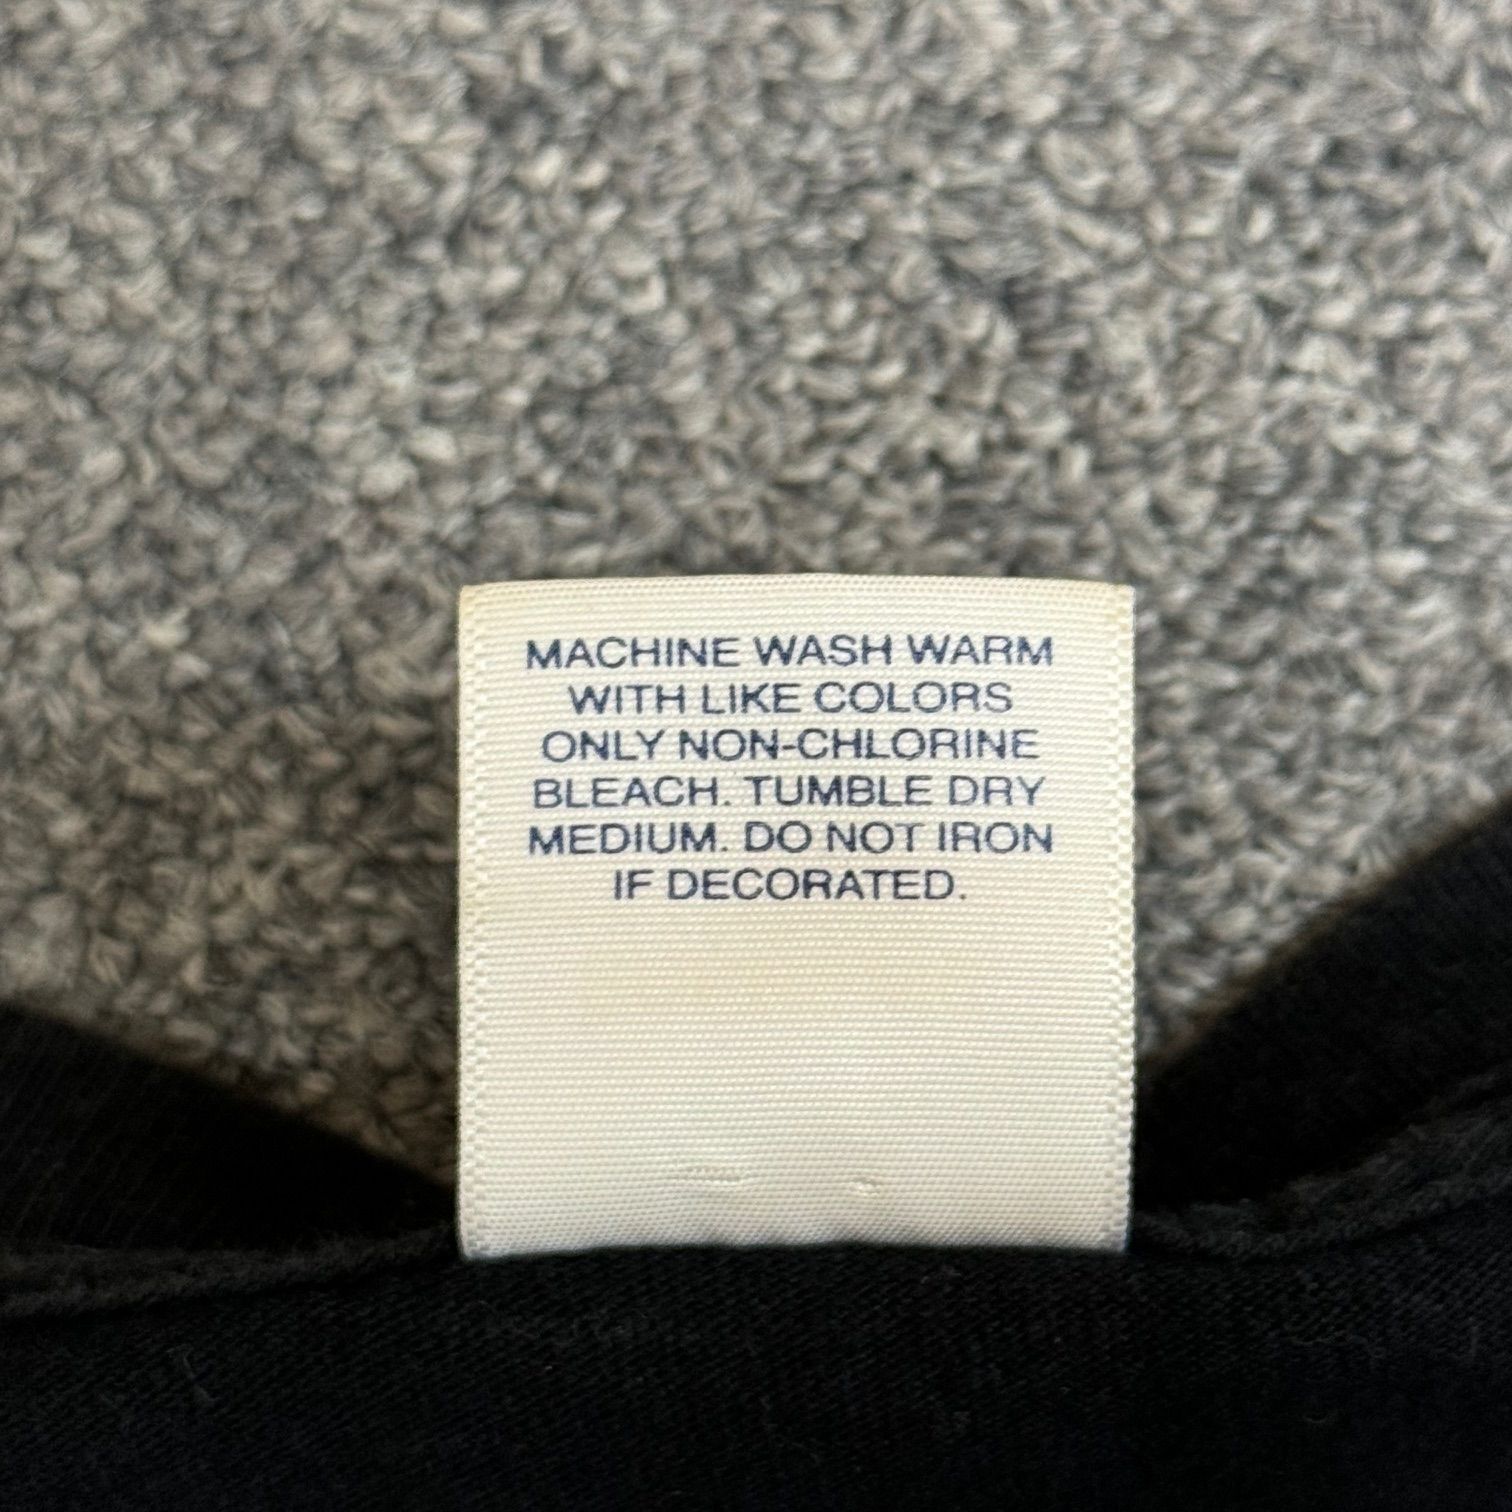 MACHINE WASH WARM
WITH LIKE COLORS
ONLY NON-CHLORINE
BLEACH. TUMBLE DRY
MEDIUM. DO NOT IRON
IF DECORATED.